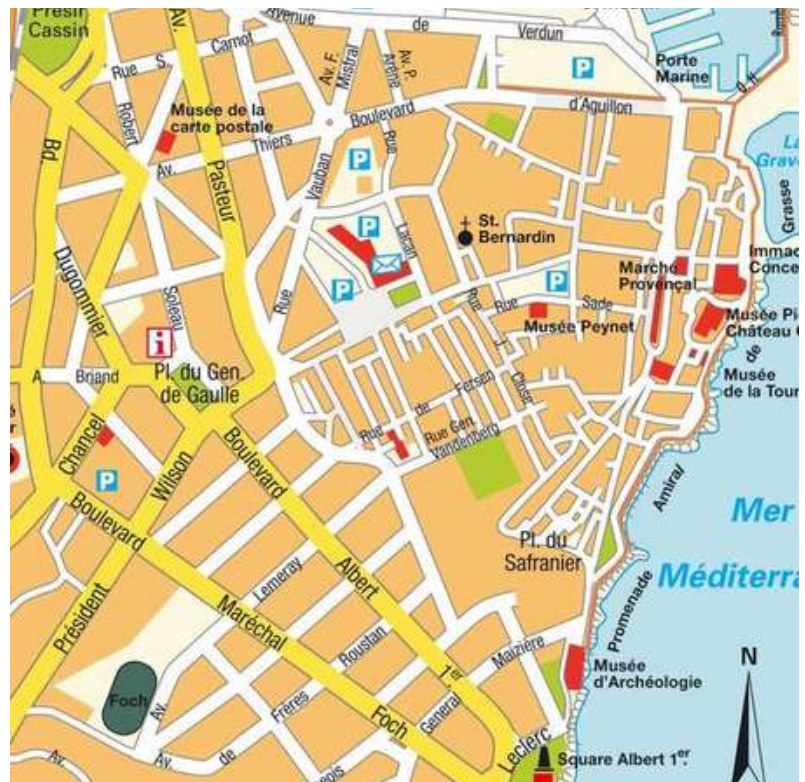 Presir
Cassin
Avenue
de
Verdun
Av.
Rue
S.
Carnot
Av. F.
Mistral
Av. P.
Arène
P
Porte
Marine
Robert
Musée de la
carte postale
Boulevard
d'Aguillon
Av.
Thiers
Rue
P
Bd.
Vauban
Pasteur
La
Grav
Grasse
P
Lacan
St.
Bernardin
Marché
Provençal
Immac
Conce
Dugommier
Soleau
Rue
P
P
Rue
Rue
Sade
J.
Musée Peynet
Musée Pi
Château
de
Musée
de la Tour
i
A.
Briand
Pl. du Gen.
de Gaulle
Close
Fersen
de
Rue
Rue Gen.
Vandenberg
Chancel
Wilson
P
Boulevard
Boulevard
Amiral
Mer
Pl. du
Safranier
Méditerra
Albert
Lemeray
Président
Maréchal
Roustan
Promenade
N
Maizière
1er
Musée
d'Archéologie
Foch
Foch
General
Frères
Av.
de
Av.
Leclerc
Square Albert 1er.